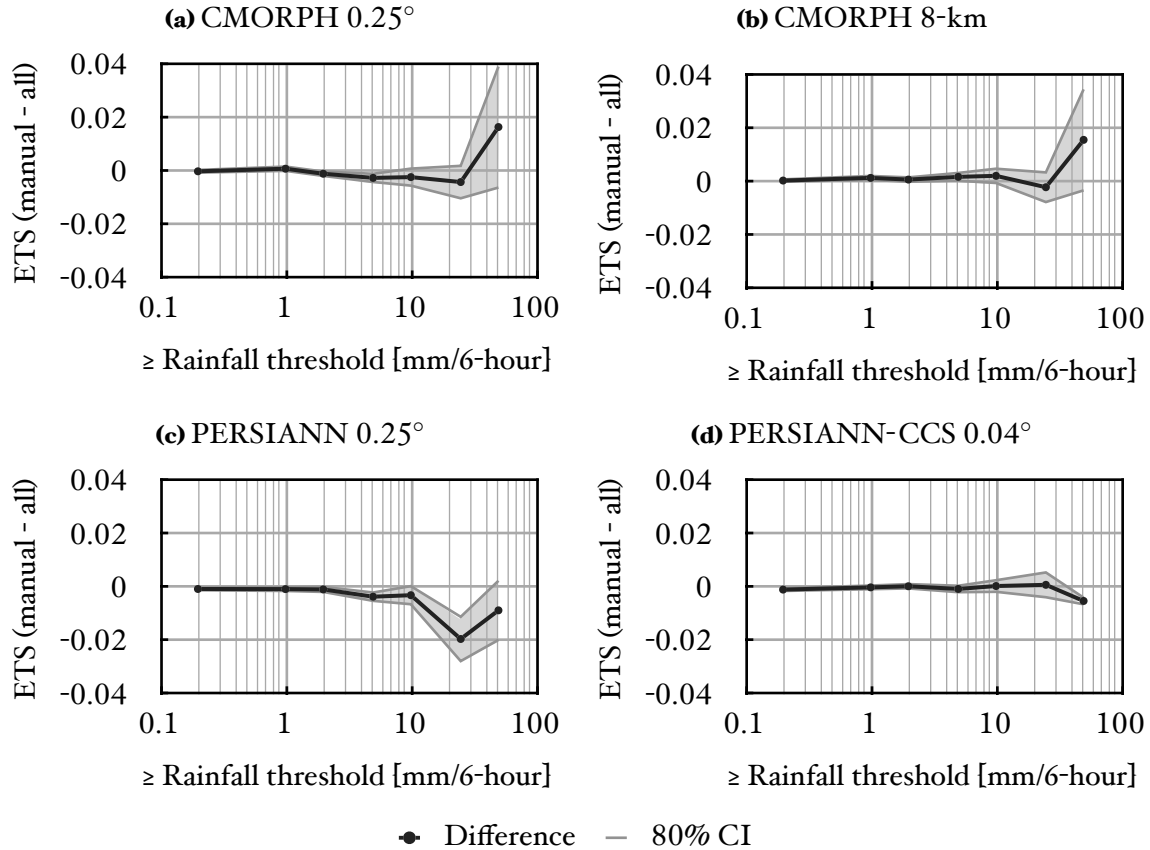 (a) CMORPH 0.25°
ETS (manual - all)
0.04
0.02
0
-0.02
-0.04
0.1 1 10 100
≥ Rainfall threshold [mm/6-hour]
(b) CMORPH 8-km
ETS (manual - all)
0.04
0.02
0
-0.02
-0.04
0.1 1 10 100
≥ Rainfall threshold [mm/6-hour]
(c) PERSIANN 0.25°
ETS (manual - all)
0.04
0.02
0
-0.02
-0.04
0.1 1 10 100
≥ Rainfall threshold [mm/6-hour]
(d) PERSIANN-CCS 0.04°
ETS (manual - all)
0.04
0.02
0
-0.02
-0.04
0.1 1 10 100
≥ Rainfall threshold [mm/6-hour]
Difference 80% CI